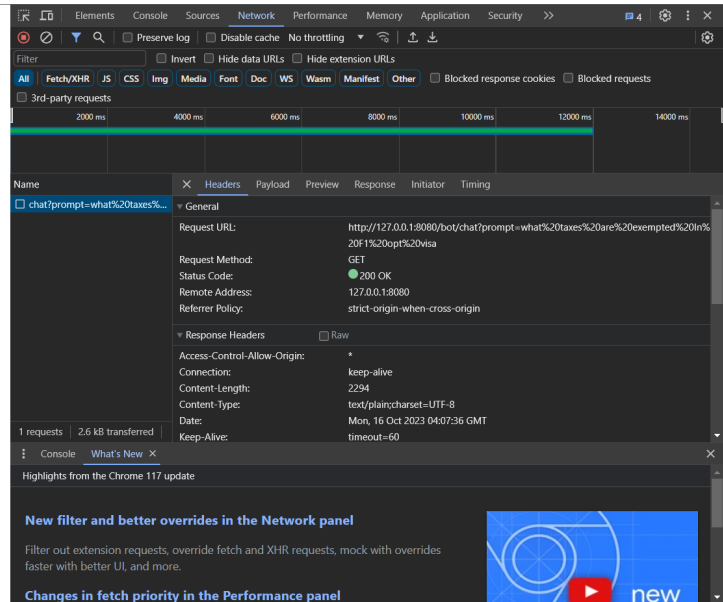 Elements Console Sources Network Performance Memory Application Security 4
Preserve log Disable cache No throttling
Filter Invert Hide data URLs Hide extension URLs
All Fetch/XHR JS CSS Img Media Font Doc WS Wasm Manifest Other Blocked response cookies Blocked requests
3rd-party requests
2000 ms 4000 ms 6000 ms 8000 ms 10000 ms 12000 ms 14000 ms
Name Headers Payload Preview Response Initiator Timing
chat?prompt=what%20taxes%... General
Request URL: http://127.0.0.1:8080/bot/chat?prompt=what%20taxes%20are%20exempted%20In%
20F1%20opt%20visa
Request Method: GET
Status Code: 200 OK
Remote Address: 127.0.0.1:8080
Referrer Policy: strict-origin-when-cross-origin
Response Headers Raw
Access-Control-Allow-Origin: *
Connection: keep-alive
Content-Length: 2294
Content-Type: text/plain;charset=UTF-8
Date: Mon, 16 Oct 2023 04:07:36 GMT
1 requests 2.6 kB transferred Keep-Alive: timeout=60
Console What's New
Highlights from the Chrome 117 update
New filter and better overrides in the Network panel
Filter out extension requests, override fetch and XHR requests, mock with overrides
faster with better UI, and more.
Changes in fetch priority in the Performance panel
new